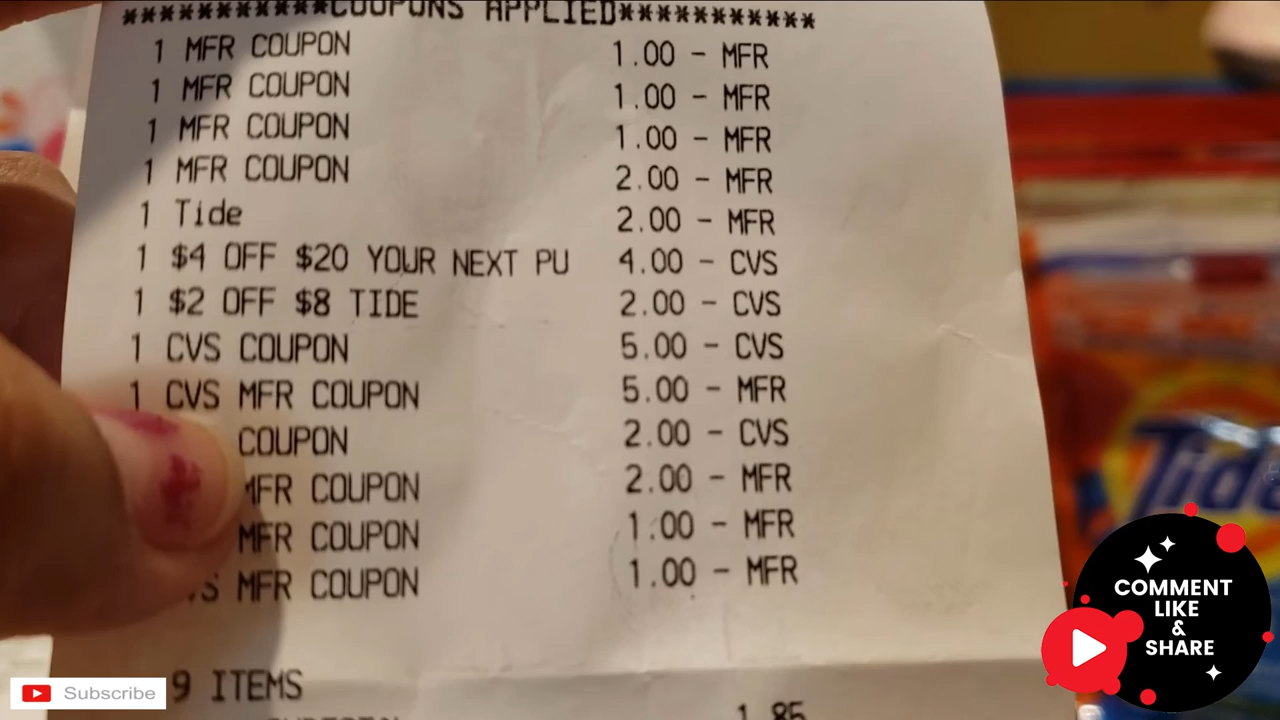 ***********COUPONS APPLIED***********
1 MFR COUPON 1.00 - MFR
1 MFR COUPON 1.00 - MFR
1 MFR COUPON 1.00 - MFR
1 MFR COUPON 2.00 - MFR
1 Tide 2.00 - MFR
1 $4 OFF $20 YOUR NEXT PU 4.00 - CVS
1 $2 OFF $8 TIDE 2.00 - CVS
1 CVS COUPON 5.00 - CVS
1 CVS MFR COUPON 5.00 - MFR
COUPON 2.00 - CVS
MFR COUPON 2.00 - MFR
MFR COUPON 1.00 - MFR
MFR COUPON 1.00 - MFR
9 ITEMS
1.85
Tide
COMMENT
LIKE
&
SHARE
Subscribe